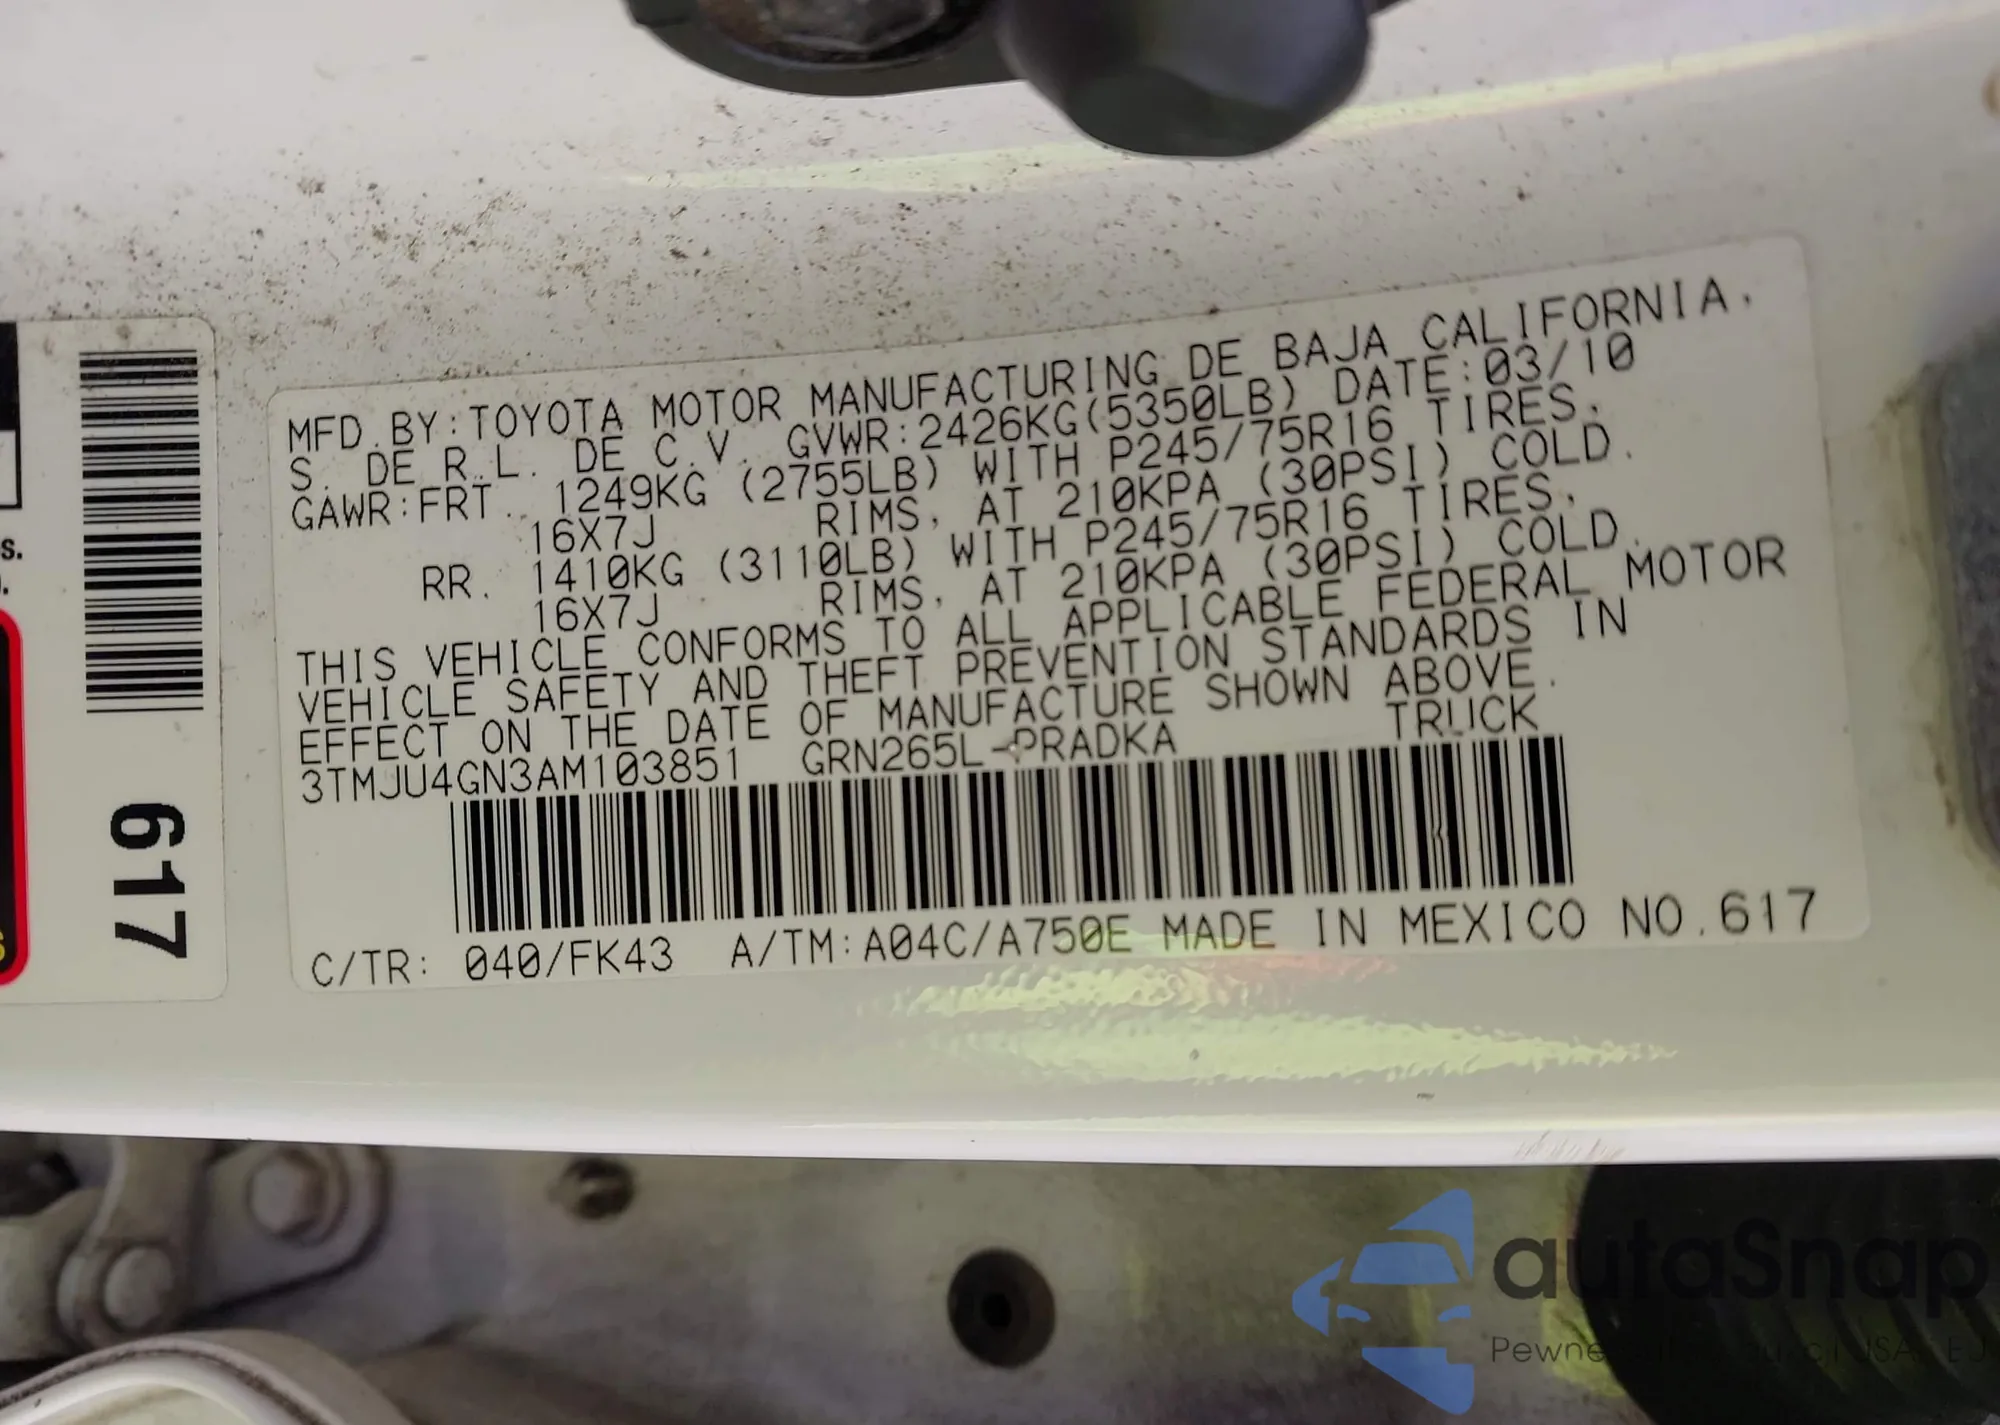 MFD.BY:TOYOTA MOTOR MANUFACTURING DE BAJA CALIFORNIA,
S. DE R.L. DE C.V. GVWR:2426KG(5350LB) DATE:03/10
GAWR:FRT. 1249KG (2755LB) WITH P245/75R16 TIRES,
16X7J RIMS, AT 210KPA (30PSI) COLD.
RR. 1410KG (3110LB) WITH P245/75R16 TIRES,
16X7J RIMS, AT 210KPA (30PSI) COLD.
THIS VEHICLE CONFORMS TO ALL APPLICABLE FEDERAL MOTOR
VEHICLE SAFETY AND THEFT PREVENTION STANDARDS IN
EFFECT ON THE DATE OF MANUFACTURE SHOWN ABOVE.
3TMJU4GN3AM103851 GRN265L-PRADKA TRUCK
C/TR: 040/FK43 A/TM:A04C/A750E MADE IN MEXICO NO.617
617
s.
autaSnap